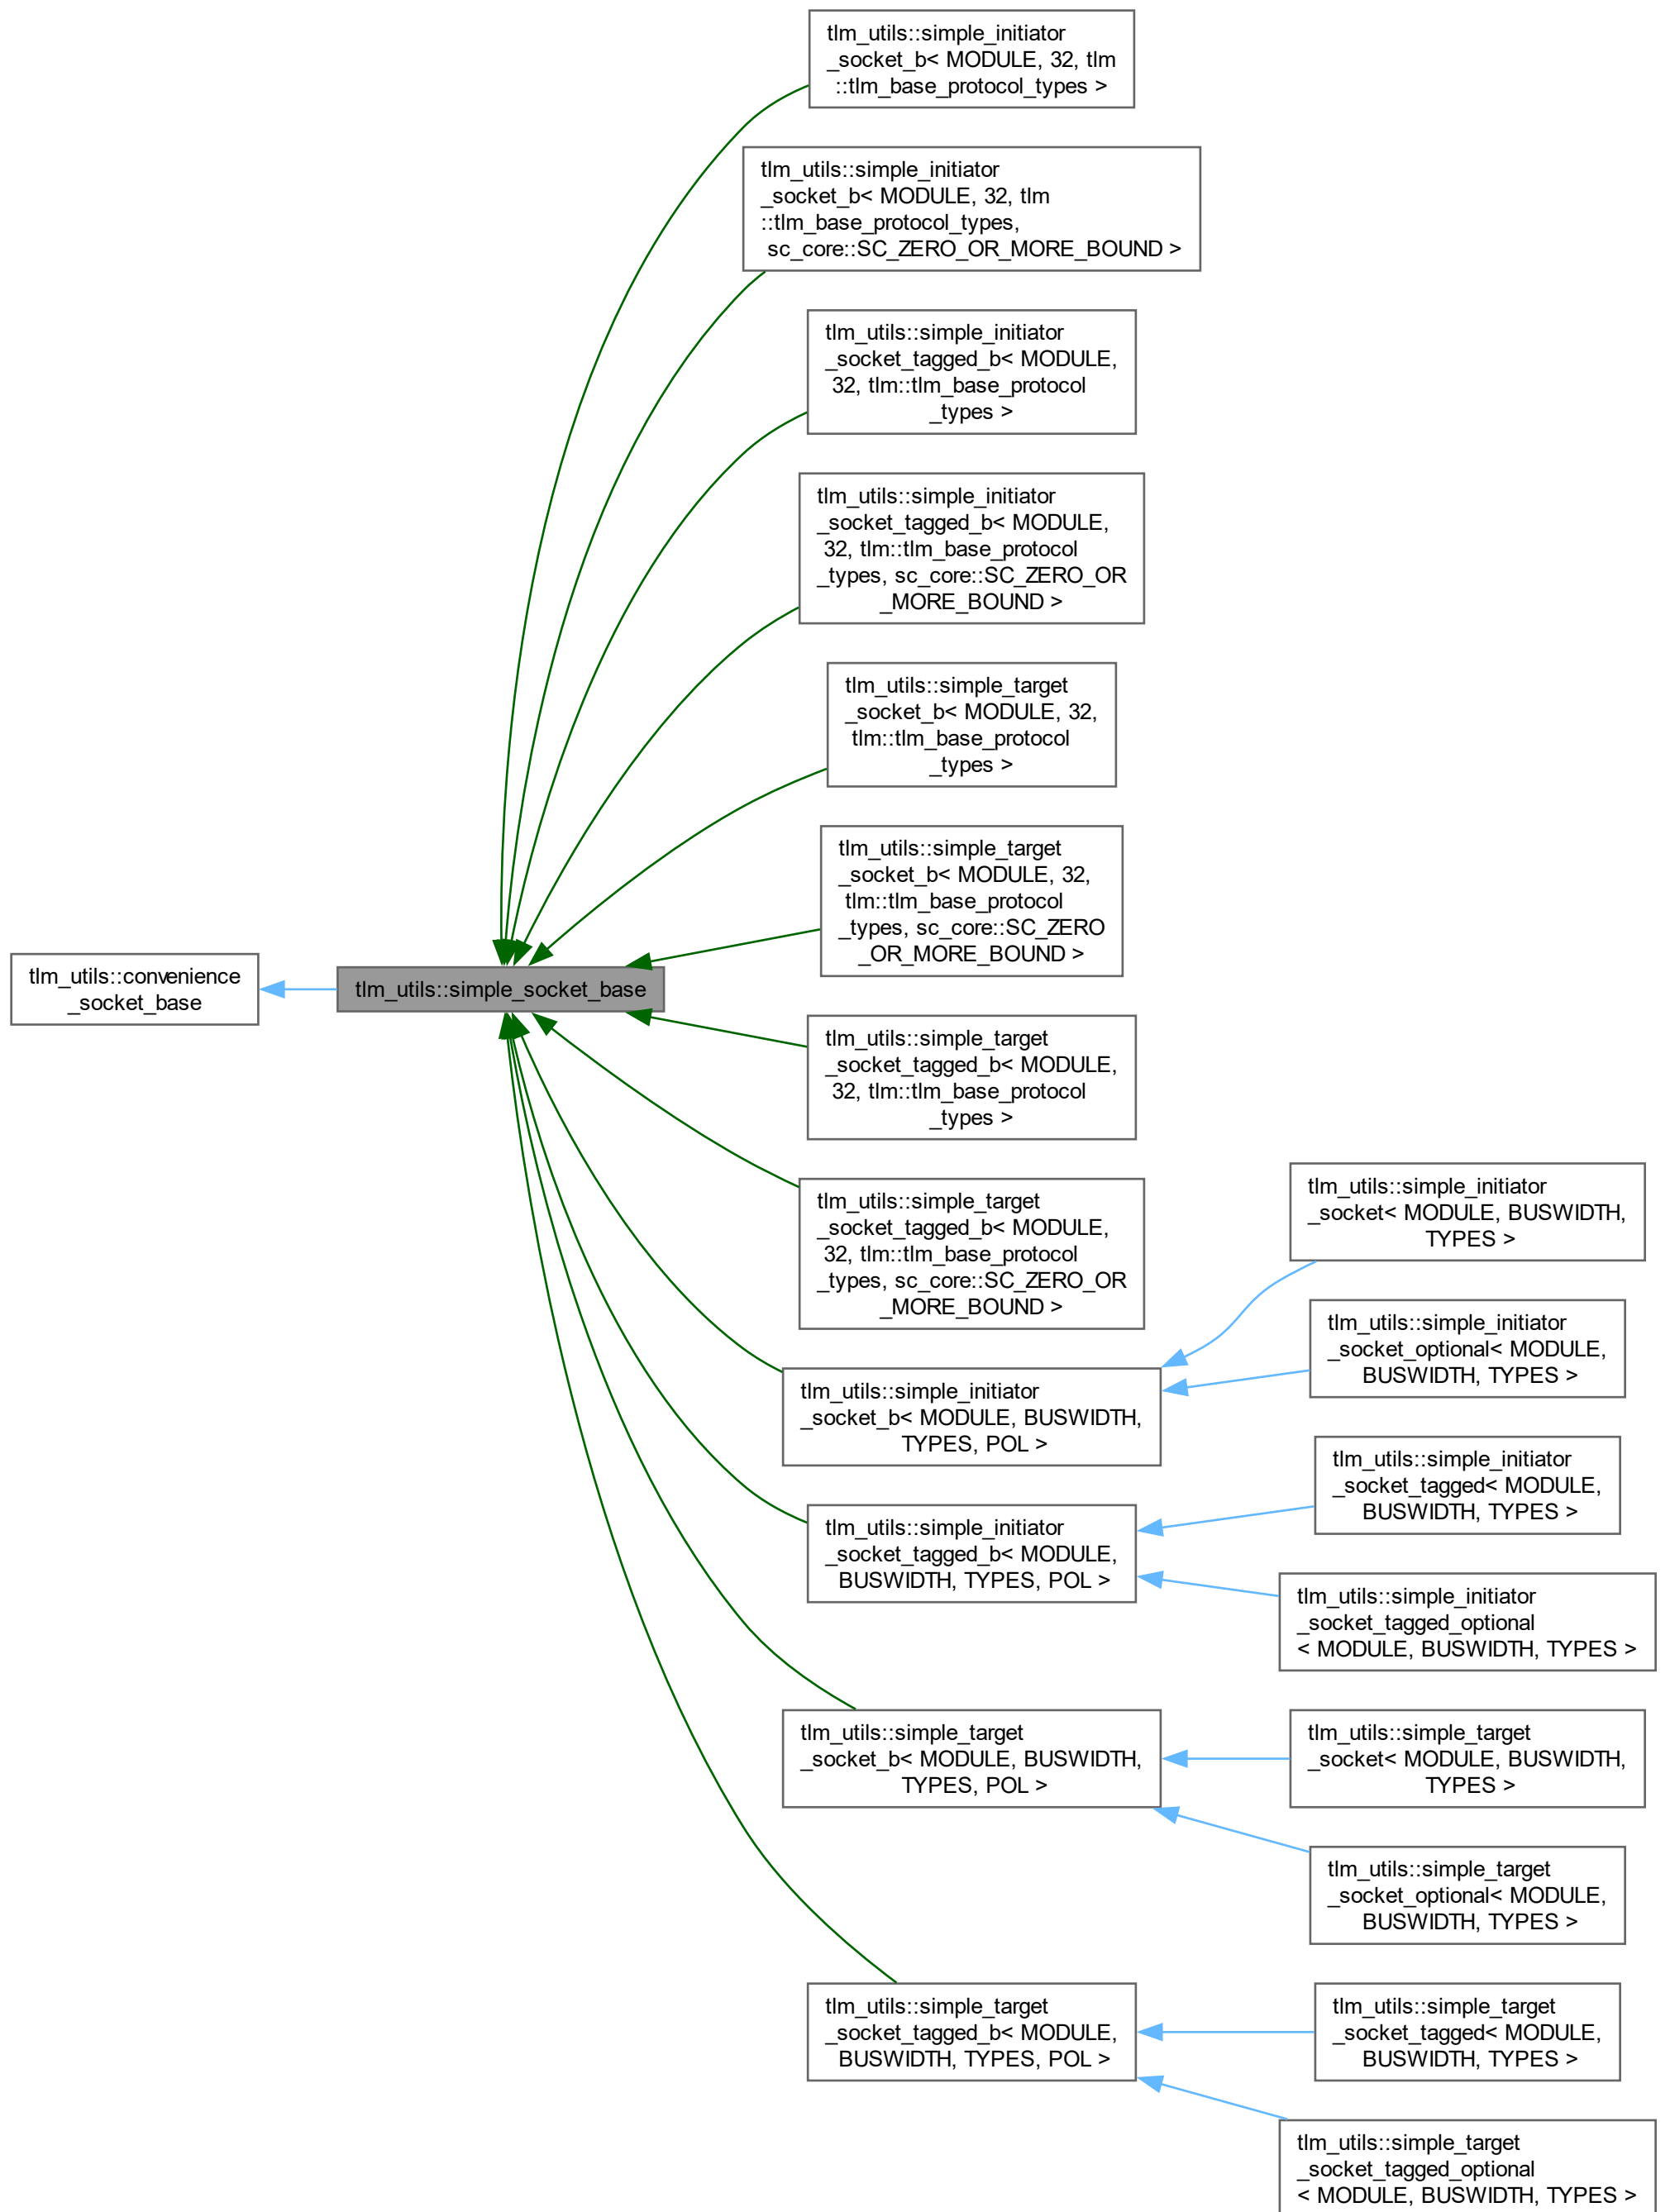 tlm_utils::convenience
_socket_base
tlm_utils::simple_socket_base
tlm_utils::simple_initiator
_socket_b< MODULE, 32, tlm
::tlm_base_protocol_types >
tlm_utils::simple_initiator
_socket_b< MODULE, 32, tlm
::tlm_base_protocol_types,
sc_core::SC_ZERO_OR_MORE_BOUND >
tlm_utils::simple_initiator
_socket_tagged_b< MODULE,
32, tlm::tlm_base_protocol
_types >
tlm_utils::simple_initiator
_socket_tagged_b< MODULE,
32, tlm::tlm_base_protocol
_types, sc_core::SC_ZERO_OR
_MORE_BOUND >
tlm_utils::simple_target
_socket_b< MODULE, 32,
tlm::tlm_base_protocol
_types >
tlm_utils::simple_target
_socket_b< MODULE, 32,
tlm::tlm_base_protocol
_types, sc_core::SC_ZERO
_OR_MORE_BOUND >
tlm_utils::simple_target
_socket_tagged_b< MODULE,
32, tlm::tlm_base_protocol
_types >
tlm_utils::simple_target
_socket_tagged_b< MODULE,
32, tlm::tlm_base_protocol
_types, sc_core::SC_ZERO_OR
_MORE_BOUND >
tlm_utils::simple_initiator
_socket_b< MODULE, BUSWIDTH,
TYPES, POL >
tlm_utils::simple_initiator
_socket< MODULE, BUSWIDTH,
TYPES >
tlm_utils::simple_initiator
_socket_optional< MODULE,
BUSWIDTH, TYPES >
tlm_utils::simple_initiator
_socket_tagged_b< MODULE,
BUSWIDTH, TYPES, POL >
tlm_utils::simple_initiator
_socket_tagged< MODULE,
BUSWIDTH, TYPES >
tlm_utils::simple_initiator
_socket_tagged_optional
< MODULE, BUSWIDTH, TYPES >
tlm_utils::simple_target
_socket_b< MODULE, BUSWIDTH,
TYPES, POL >
tlm_utils::simple_target
_socket< MODULE, BUSWIDTH,
TYPES >
tlm_utils::simple_target
_socket_optional< MODULE,
BUSWIDTH, TYPES >
tlm_utils::simple_target
_socket_tagged_b< MODULE,
BUSWIDTH, TYPES, POL >
tlm_utils::simple_target
_socket_tagged< MODULE,
BUSWIDTH, TYPES >
tlm_utils::simple_target
_socket_tagged_optional
< MODULE, BUSWIDTH, TYPES >